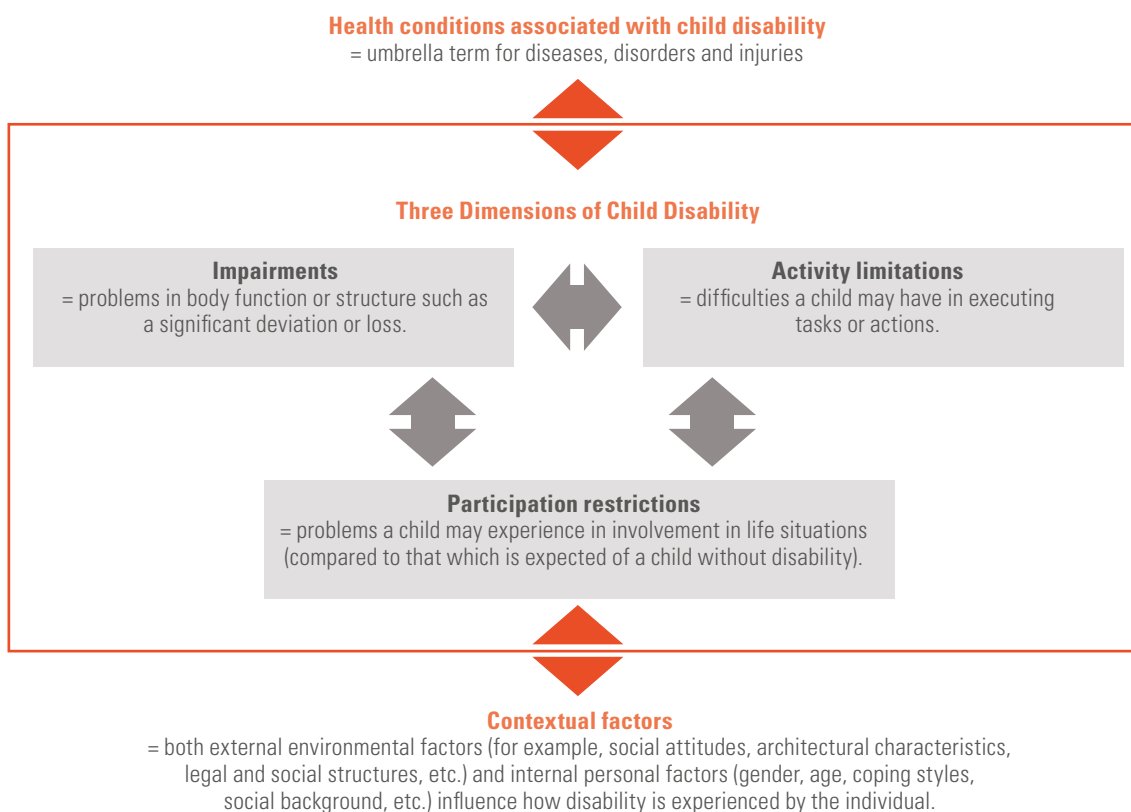 Health conditions associated with child disability
= umbrella term for diseases, disorders and injuries
Three Dimensions of Child Disability
Impairments
= problems in body function or structure such as
a significant deviation or loss.
Activity limitations
= difficulties a child may have in executing
tasks or actions.
Participation restrictions
= problems a child may experience in involvement in life situations
(compared to that which is expected of a child without disability).
Contextual factors
= both external environmental factors (for example, social attitudes, architectural characteristics,
legal and social structures, etc.) and internal personal factors (gender, age, coping styles,
social background, etc.) influence how disability is experienced by the individual.